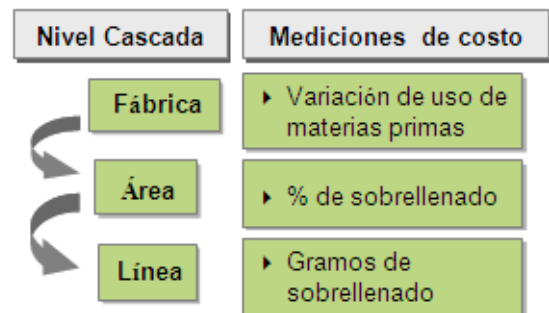 Nivel Cascada
Mediciones de costo
Fábrica
▸ Variación de uso de
materias primas
Área
▸ % de sobrellenado
Línea
▸ Gramos de
sobrellenado